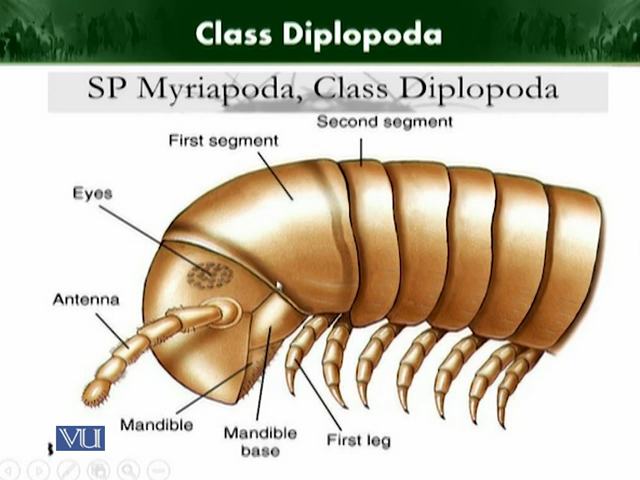 Class Diplopoda
SP Myriapoda, Class Diplopoda
Second segment
First segment
Eyes
Antenna
Mandible
Mandible
base
First leg
VU